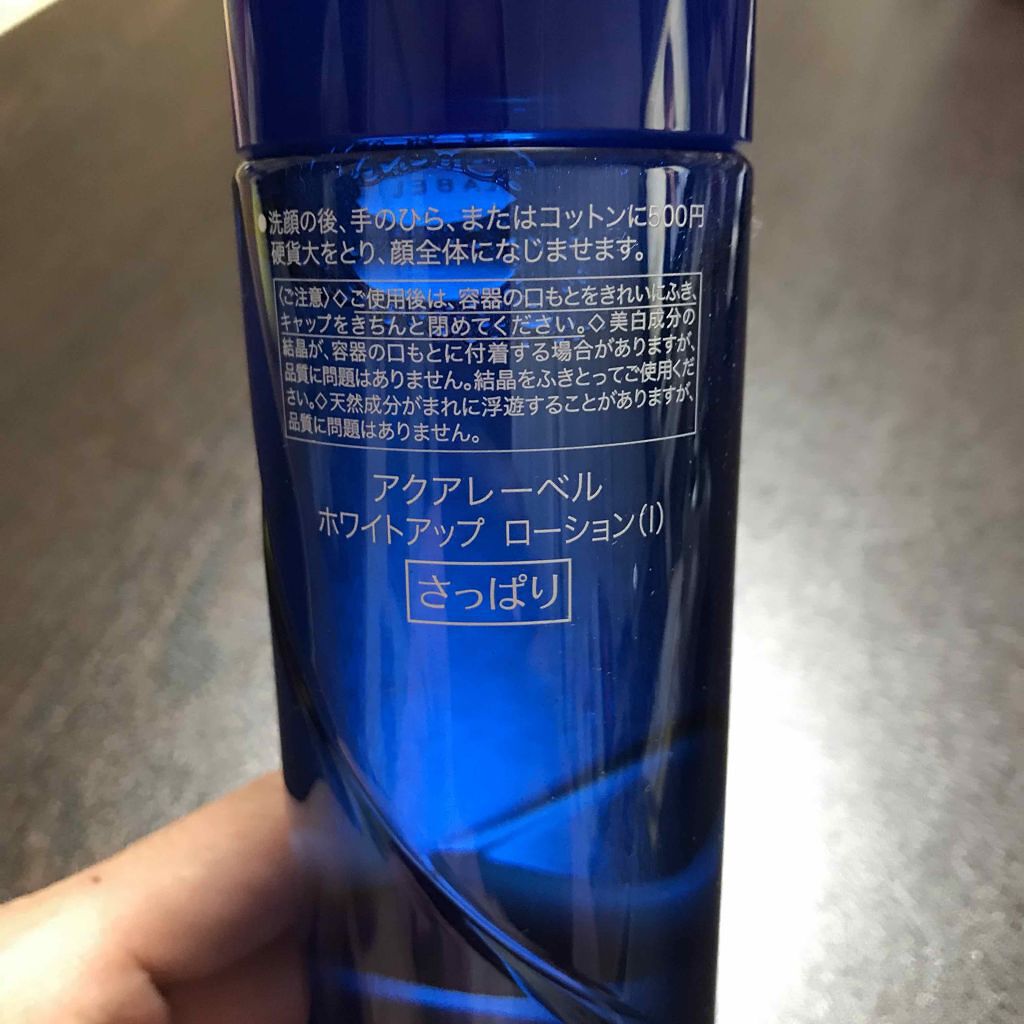 LABEL
●洗顔の後、手のひら、またはコットンに500円
硬貨大をとり、顔全体になじませます。
〈ご注意〉◇ご使用後は、容器の口もとをきれいにふき、
キャップをきちんと閉めてください。◇美白成分の
結晶が、容器の口もとに付着する場合がありますが、
品質に問題はありません。結晶をふきとってご使用くだ
さい。◇天然成分がまれに浮遊することがありますが、
品質に問題はありません。
アクアレーベル
ホワイトアップ ローション(I)
さっぱり